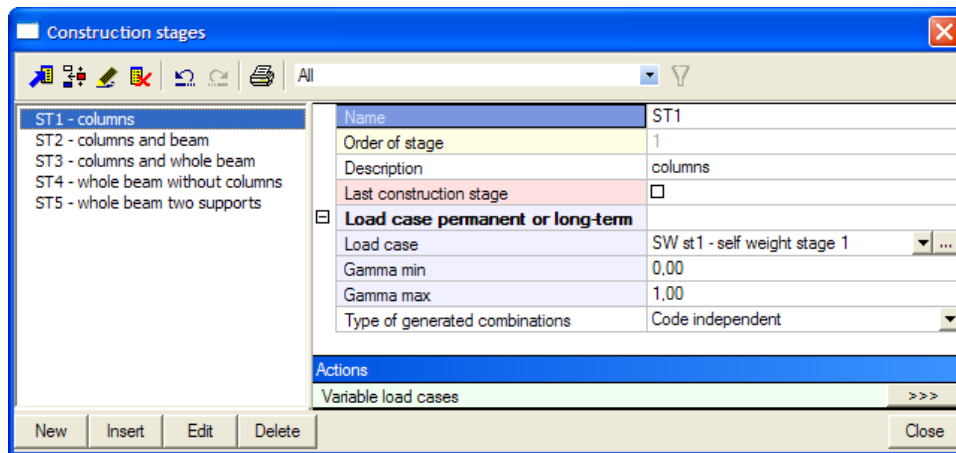 Construction stages
All
ST1 - columns
ST2 - columns and beam
ST3 - columns and whole beam
ST4 - whole beam without columns
ST5 - whole beam two supports
Name ST1
Order of stage 1
Description columns
Last construction stage
Load case permanent or long-term
Load case SW st1 - self weight stage 1 ...
Gamma min 0,00
Gamma max 1,00
Type of generated combinations Code independent
Actions
Variable load cases >>>
New Insert Edit Delete Close